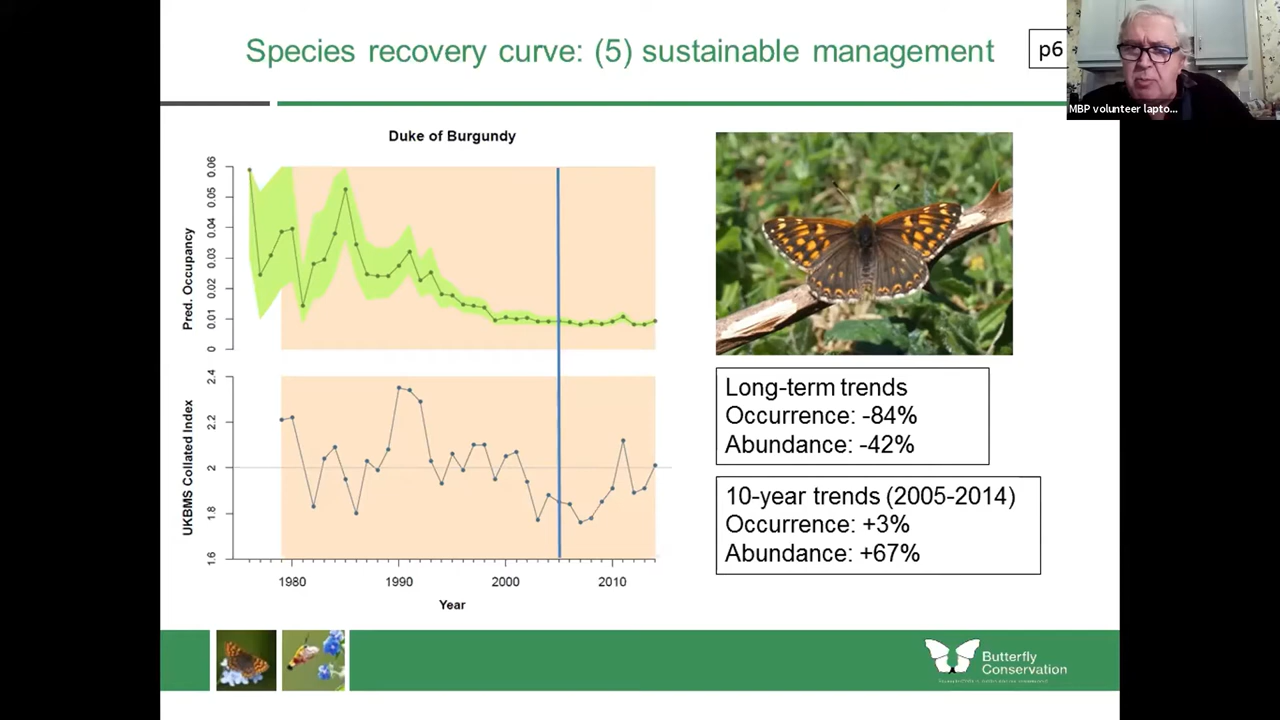 Species recovery curve: (5) sustainable management
p6
MBP volunteer lapto...
Duke of Burgundy
Pred. Occupancy
0.06
0.05
0.04
0.03
0.02
0.01
0
UKBMS Collated Index
2.4
2.2
2
1.8
1.6
1980
1990
2000
2010
Year
Long-term trends
Occurrence: -84%
Abundance: -42%
10-year trends (2005-2014)
Occurrence: +3%
Abundance: +67%
Butterfly
Conservation